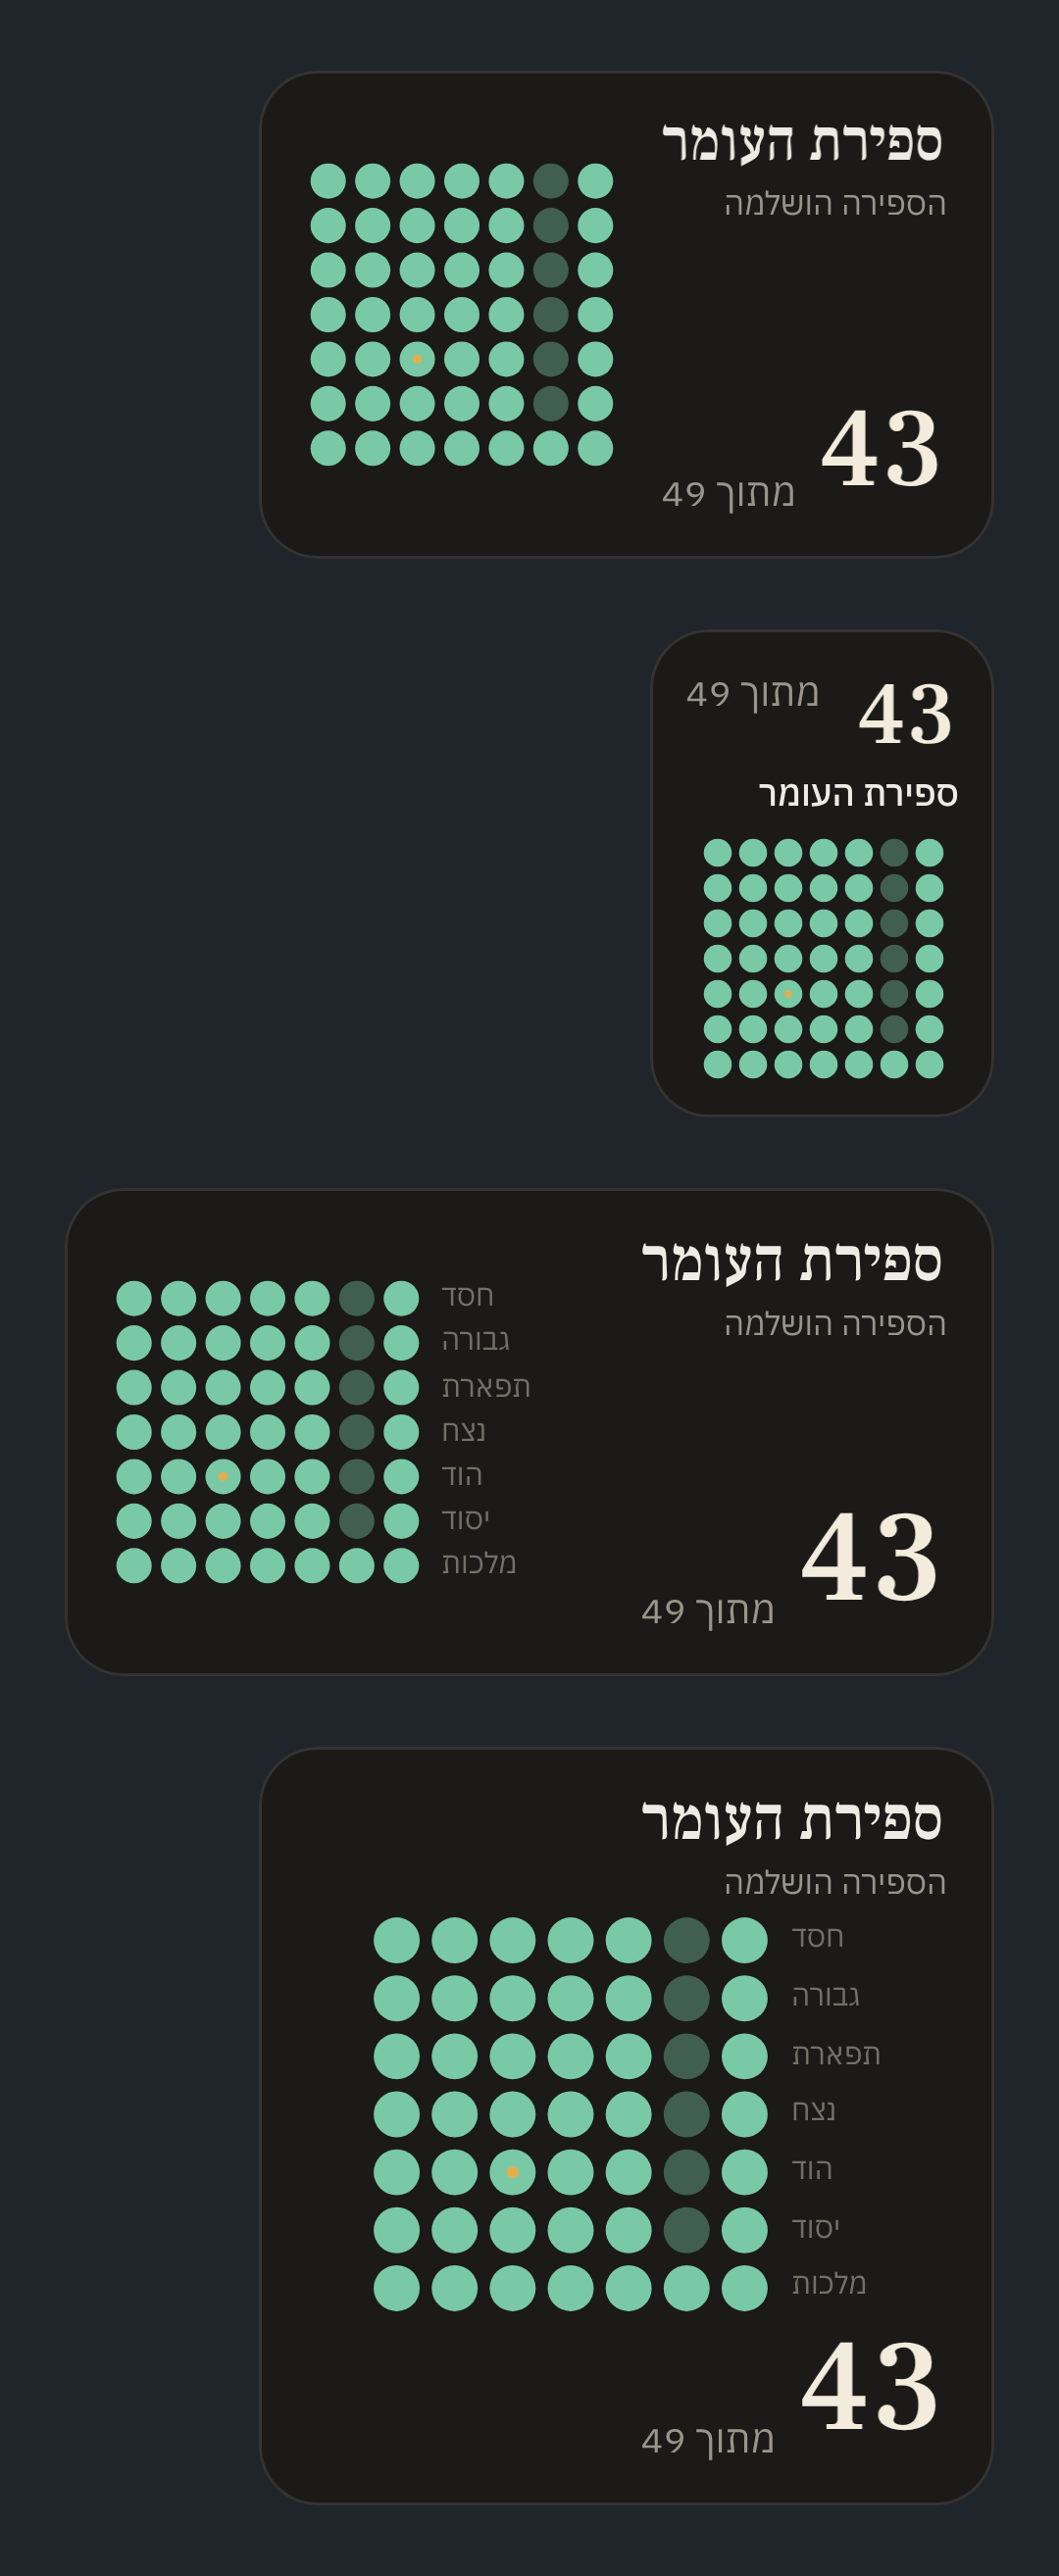 ספירת העומר
הספירה הושלמה
43 מתוך 49
43 מתוך 49
ספירת העומר
ספירת העומר
הספירה הושלמה
חסד
גבורה
תפארת
נצח
הוד
יסוד
מלכות
43 מתוך 49
ספירת העומר
הספירה הושלמה
חסד
גבורה
תפארת
נצח
הוד
יסוד
מלכות
43 מתוך 49